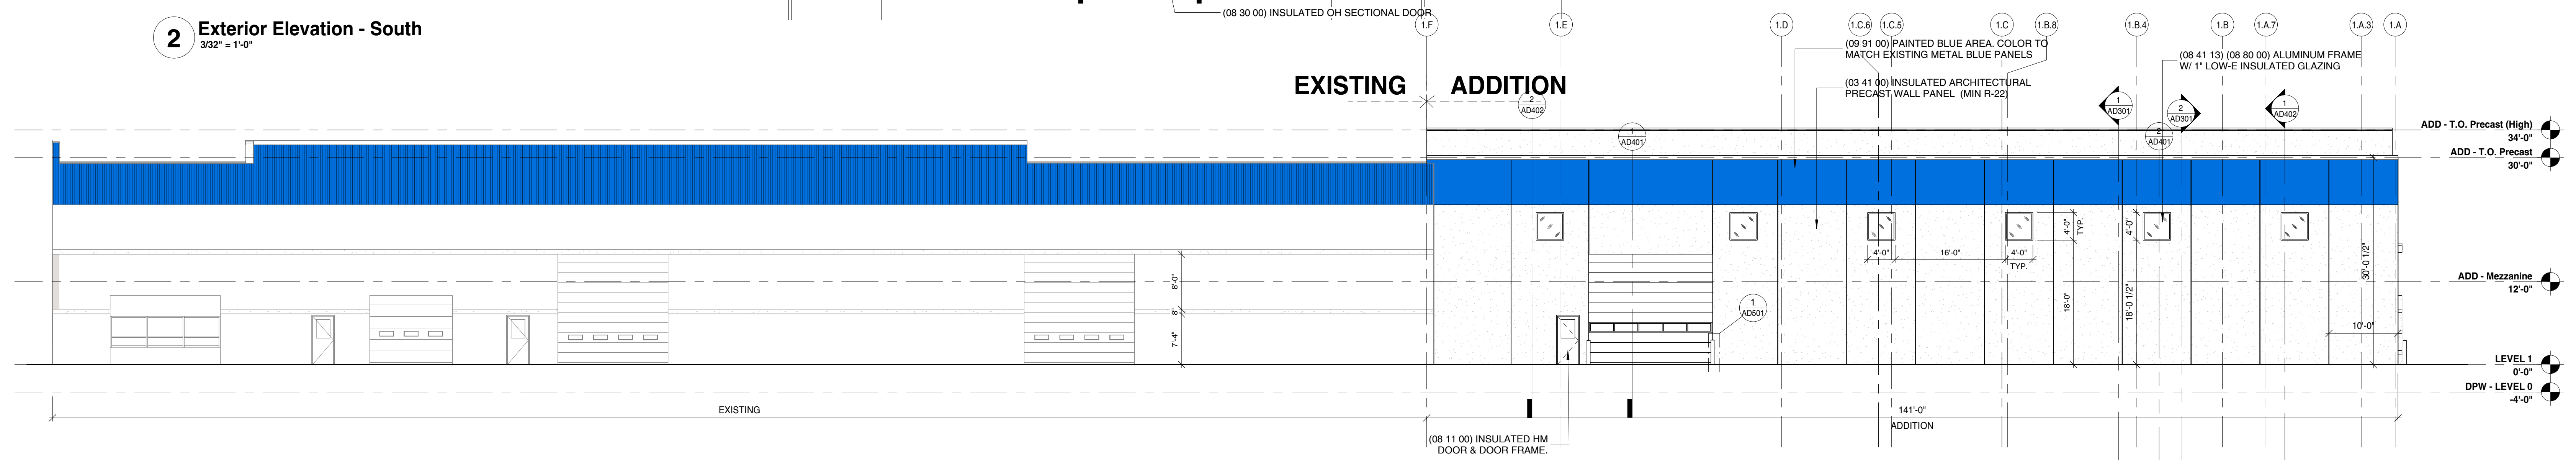 (08 30 00) INSULATED OH SECTIONAL DOOR
2
Exterior Elevation - South
3/32" = 1'-0"
1.F
1.E
1.D
1.C.6
1.C.5
1.C
1.B.8
1.B.4
1.B
1.A.7
1.A.3
1.A
(09 91 00) PAINTED BLUE AREA. COLOR TO
MATCH EXISTING METAL BLUE PANELS
(08 41 13) (08 80 00) ALUMINUM FRAME
W/ 1" LOW-E INSULATED GLAZING
EXISTING
ADDITION
(03 41 00) INSULATED ARCHITECTURAL
PRECAST WALL PANEL (MIN R-22)
2
AD402
1
AD401
1
AD301
2
AD301
1
AD402
2
AD401
ADD - T.O. Precast (High)
34'-0"
ADD - T.O. Precast
30'-0"
4'-0"
TYP.
4'-0"
4'-0"
16'-0"
4'-0"
TYP.
30'-0 1/2"
8'-0"
8"
7'-4"
ADD - Mezzanine
12'-0"
1
AD501
18'-0"
18'-0 1/2"
10'-0"
LEVEL 1
0'-0"
DPW - LEVEL 0
-4'-0"
EXISTING
141'-0"
ADDITION
(08 11 00) INSULATED HM
DOOR & DOOR FRAME.